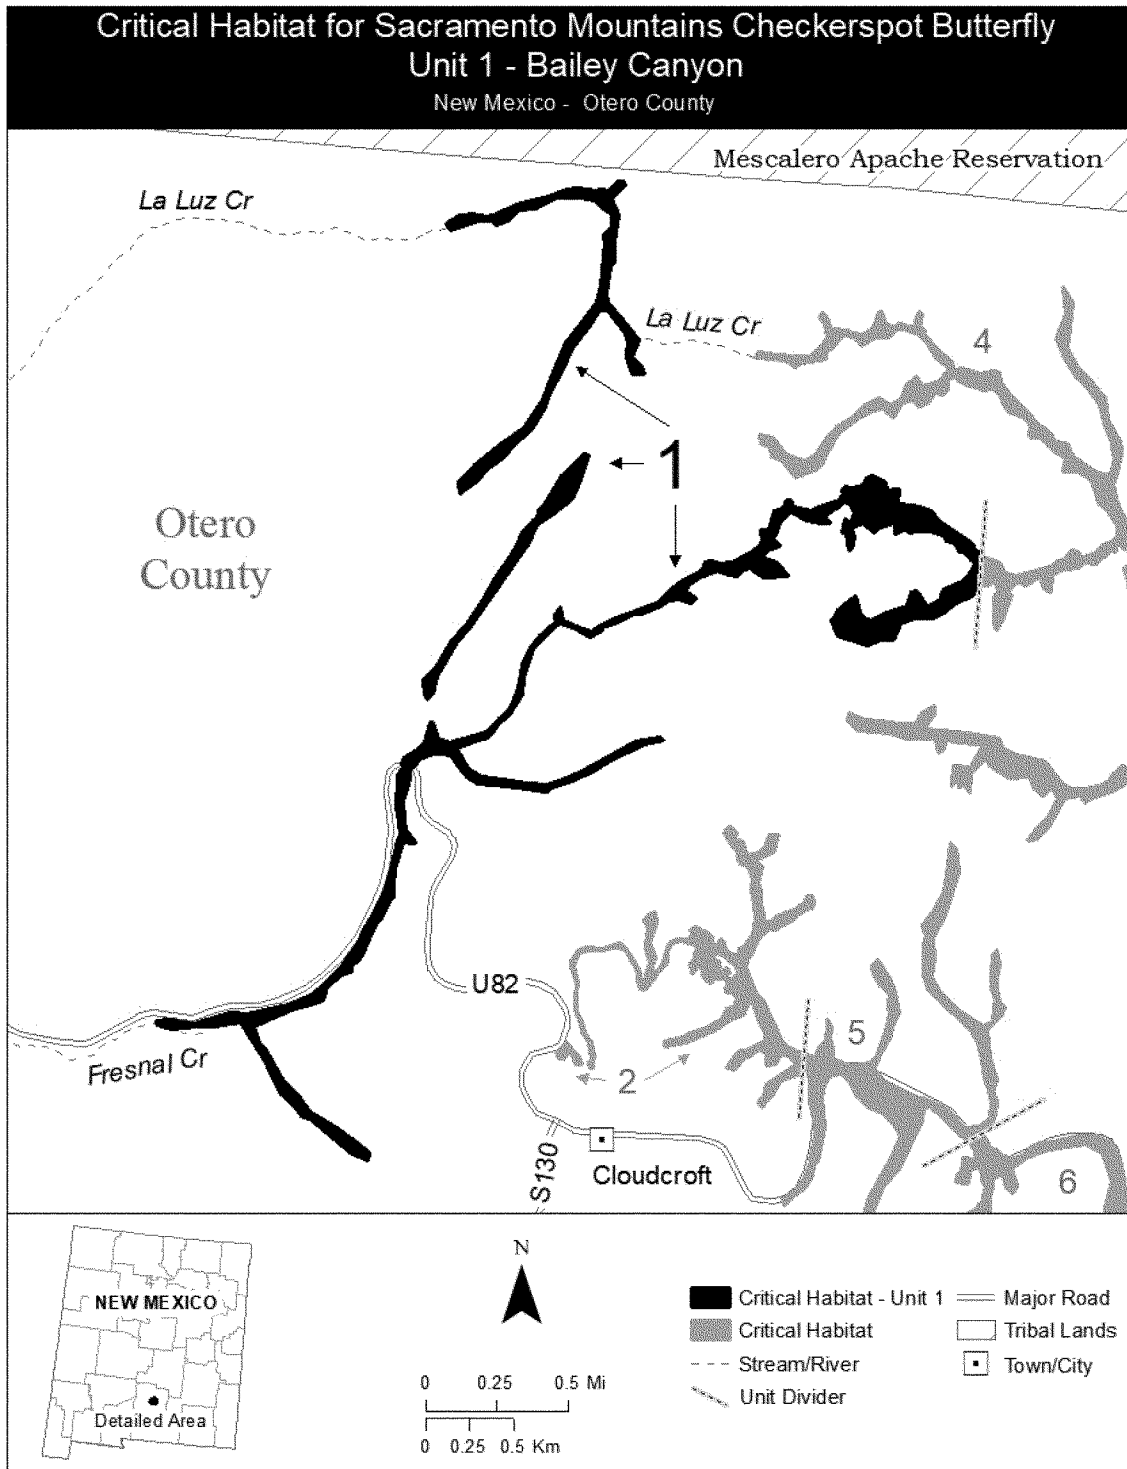 Critical Habitat for Sacramento Mountains Checkerspot Butterfly
Unit 1 - Bailey Canyon
New Mexico - Otero County
Mescalero Apache Reservation
La Luz Cr
La Luz Cr
4
1
Otero
County
U82
5
Fresnal Cr
2
S130
Cloudcroft
6
NEW MEXICO
Detailed Area
N
0 0.25 0.5 Mi
0 0.25 0.5 Km
Critical Habitat - Unit 1
Critical Habitat
Stream/River
Unit Divider
Major Road
Tribal Lands
Town/City